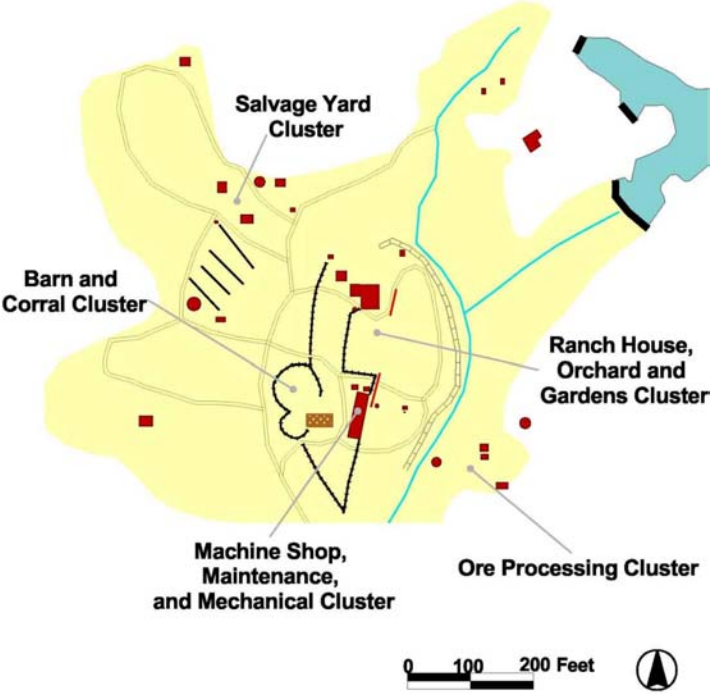 Salvage Yard
Cluster
Barn and
Corral Cluster
Ranch House,
Orchard and
Gardens Cluster
Machine Shop,
Maintenance,
and Mechanical Cluster
Ore Processing Cluster
0 100 200 Feet